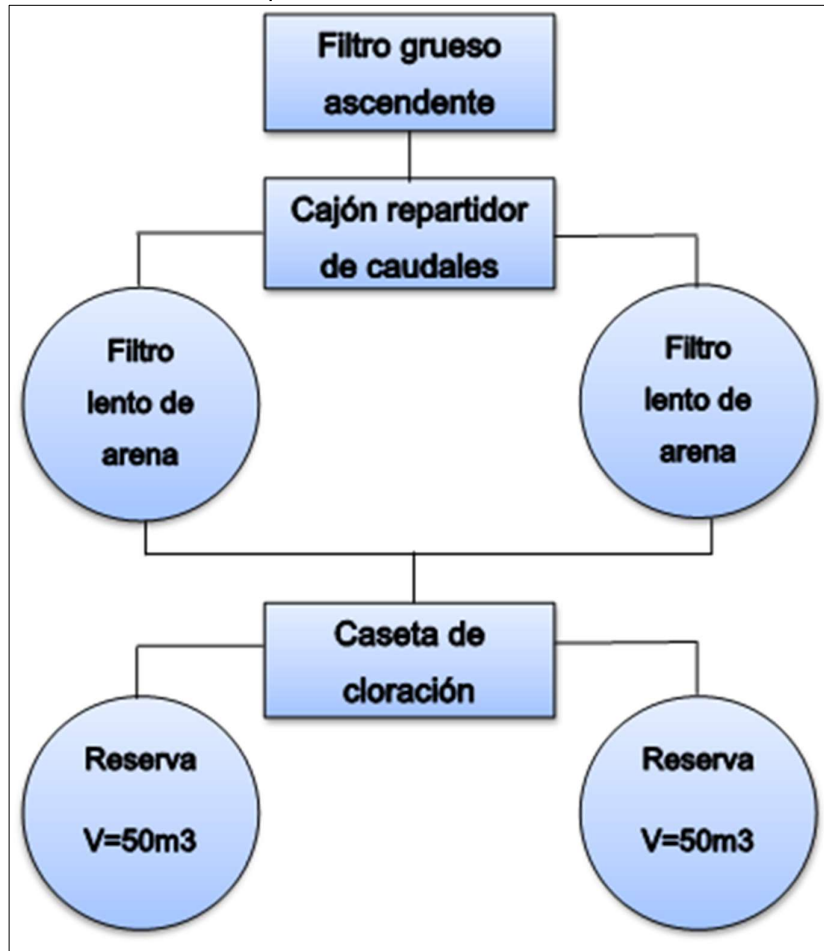 Filtro grueso
ascendente
Cajón repartidor
de caudales
Filtro
lento de
arena
Filtro
lento de
arena
Caseta de
cloración
Reserva
V=50m3
Reserva
V=50m3